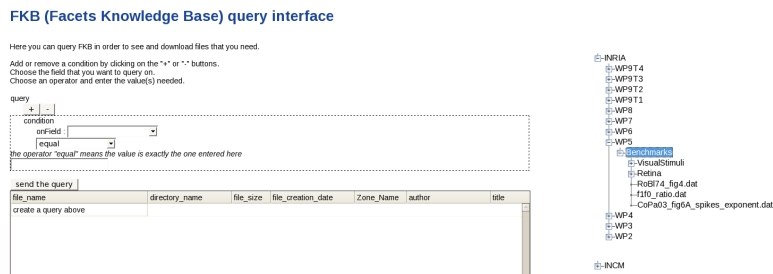 FKB (Facets Knowledge Base) query interface
Here you can query FKB in order to see and download files that you need.
Add or remove a condition by clicking on the "+" or "-" buttons.
Choose the field that you want to query on.
Choose an operator and enter the value(s) needed.
query
+ -
condition
onField :
equal
the operator "equal" means the value is exactly the one entered here
send the query
file_name directory_name file_size file_creation_date Zone_Name author title
create a query above
INRIA
WP9T4
WP9T3
WP9T2
WP9T1
WP8
WP7
WP6
WP5
Benchmarks
VisualStimuli
Retina
RoBl74_fig4.dat
f1f0_ratio.dat
CoPa03_fig6A_spikes_exponent.dat
WP4
WP3
WP2
INCM